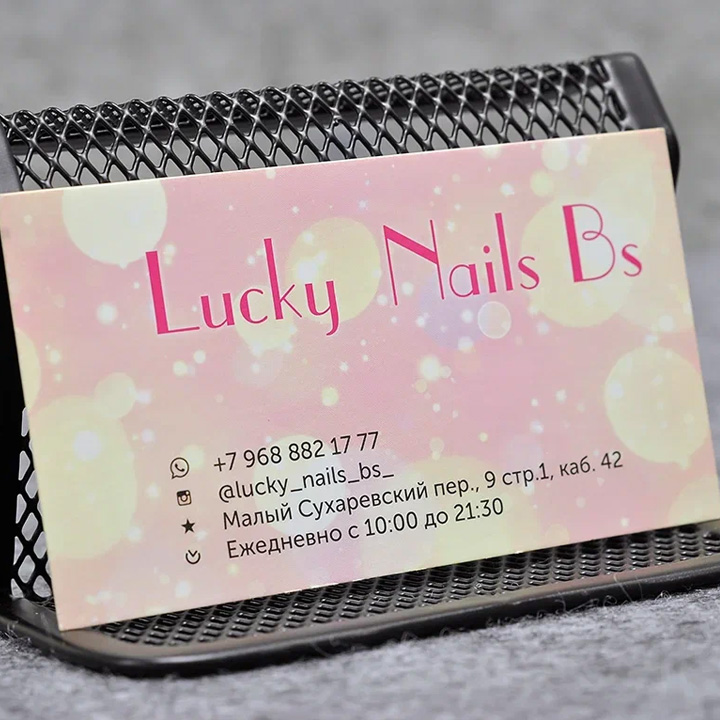 Lucky Nails Bs
+7 968 882 17 77
@lucky_nails_bs_
Малый Сухаревский пер., 9 стр.1, каб. 42
Ежедневно с 10:00 до 21:30